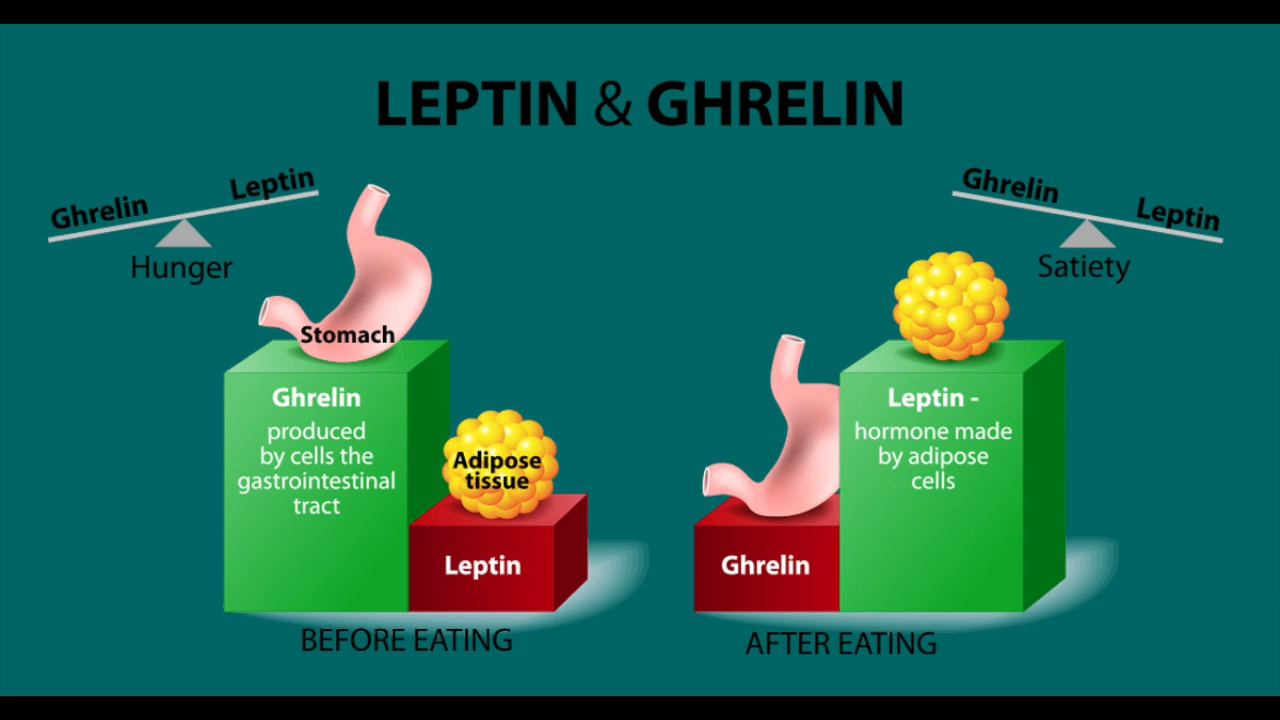 LEPTIN & GHRELIN
Ghrelin
Leptin
Hunger
Ghrelin
Leptin
Satiety
Stomach
Ghrelin
produced
by cells the
gastrointestinal
tract
Adipose
tissue
Leptin
BEFORE EATING
Leptin -
hormone made
by adipose
cells
Ghrelin
AFTER EATING